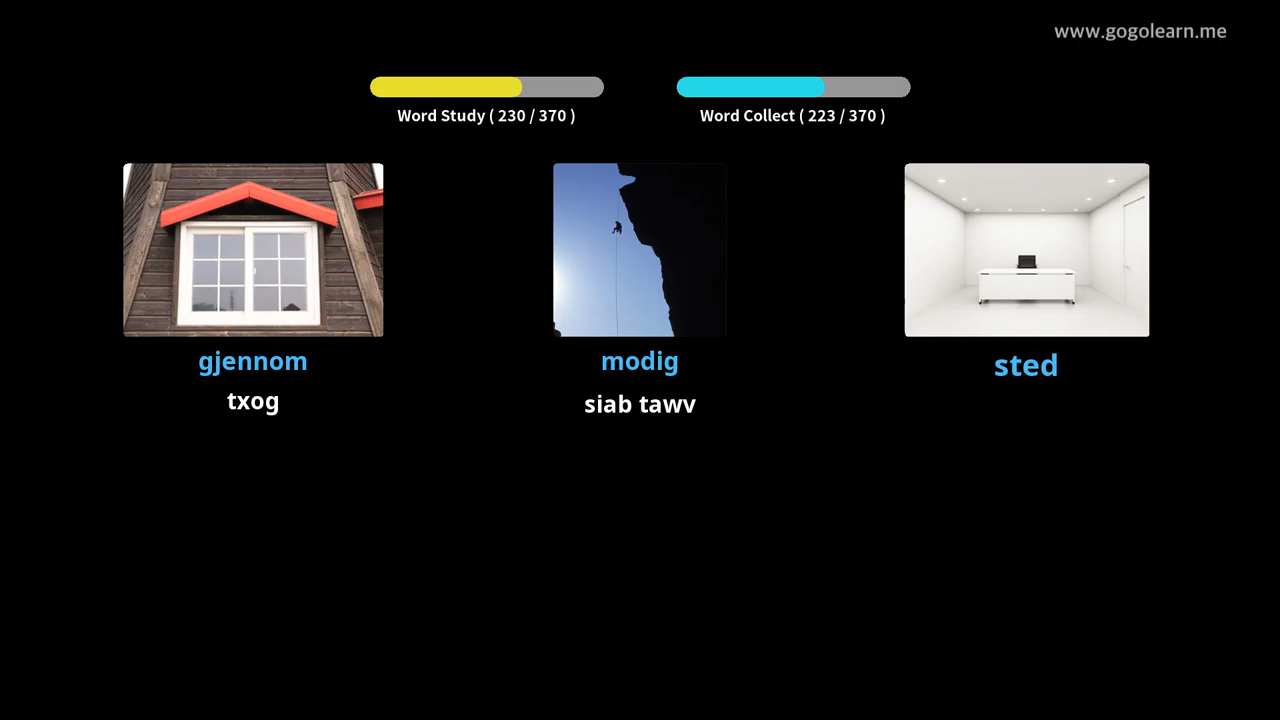 www.gogolearn.me
Word Study ( 230 / 370 )
Word Collect ( 223 / 370 )
gjennom
txog
modig
siab tawv
sted